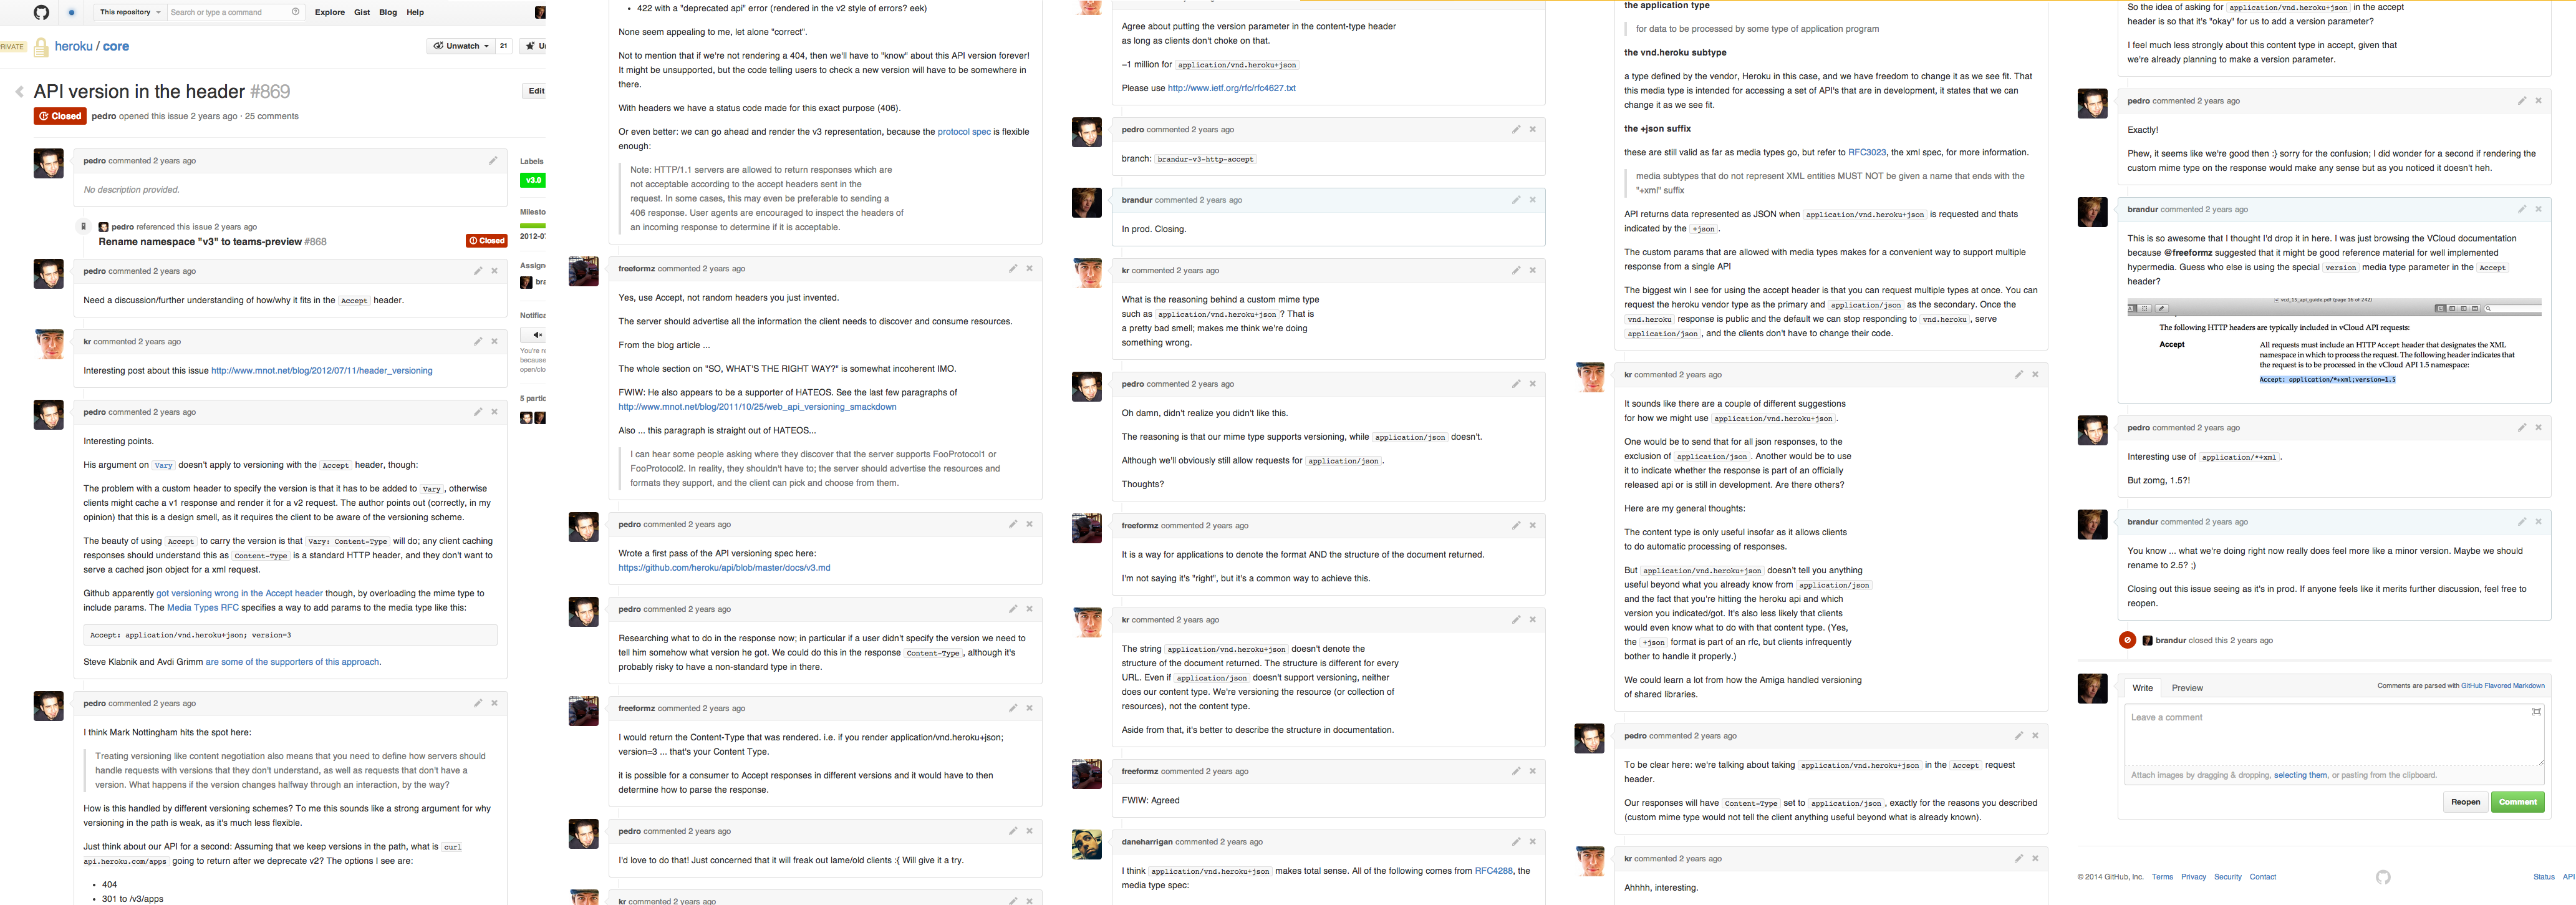 This repository
Search or type a command
Explore
Gist
Blog
Help
PRIVATE
heroku / core
Unwatch
21
API version in the header #869
Edit
Closed
pedro opened this issue 2 years ago · 25 comments
pedro commented 2 years ago
No description provided.
pedro referenced this issue 2 years ago
Rename namespace "v3" to teams-preview #868
Closed
pedro commented 2 years ago
Need a discussion/further understanding of how/why it fits in the Accept header.
kr commented 2 years ago
Interesting post about this issue http://www.mnot.net/blog/2012/07/11/header_versioning
pedro commented 2 years ago
Interesting points.
His argument on Vary doesn't apply to versioning with the Accept header, though:
The problem with a custom header to specify the version is that it has to be added to Vary, otherwise
clients might cache a v1 response and render it for a v2 request. The author points out (correctly, in my
opinion) that this is a design smell, as it requires the client to be aware of the versioning scheme.
The beauty of using Accept to carry the version is that Vary: Content-Type will do; any client caching
responses should understand this as Content-Type is a standard HTTP header, and they don't want to
serve a cached json object for a xml request.
Github apparently got versioning wrong in the Accept header though, by overloading the mime type to
include params. The Media Types RFC specifies a way to add params to the media type like this:
Accept: application/vnd.heroku+json; version=3
Steve Klabnik and Avdi Grimm are some of the supporters of this approach.
pedro commented 2 years ago
I think Mark Nottingham hits the spot here:
Treating versioning like content negotiation also means that you need to define how servers should
handle requests with versions that they don't understand, as well as requests that don't have a
version. What happens if the version changes halfway through an interaction, by the way?
How is this handled by different versioning schemes? To me this sounds like a strong argument for why
versioning in the path is weak, as it's much less flexible.
Just think about our API for a second: Assuming that we keep versions in the path, what is curl
api.heroku.com/apps going to return after we deprecate v2? The options I see are:
• 404
• 301 to /v3/apps
Labels
v3.0
Milesto
2012-0
Assign
bra
Notifica
You're re
because
open/clo
5 partic
• 422 with a "deprecated api" error (rendered in the v2 style of errors? eek)
None seem appealing to me, let alone "correct".
Not to mention that if we're not rendering a 404, then we'll have to "know" about this API version forever!
It might be unsupported, but the code telling users to check a new version will have to be somewhere in
there.
With headers we have a status code made for this exact purpose (406).
Or even better: we can go ahead and render the v3 representation, because the protocol spec is flexible
enough:
Note: HTTP/1.1 servers are allowed to return responses which are
not acceptable according to the accept headers sent in the
request. In some cases, this may even be preferable to sending a
406 response. User agents are encouraged to inspect the headers of
an incoming response to determine if it is acceptable.
freeformz commented 2 years ago
Yes, use Accept, not random headers you just invented.
The server should advertise all the information the client needs to discover and consume resources.
From the blog article ...
The whole section on "SO, WHAT'S THE RIGHT WAY?" is somewhat incoherent IMO.
FWIW: He also appears to be a supporter of HATEOS. See the last few paragraphs of
http://www.mnot.net/blog/2011/10/25/web_api_versioning_smackdown
Also ... this paragraph is straight out of HATEOS...
I can hear some people asking where they discover that the server supports FooProtocol1 or
FooProtocol2. In reality, they shouldn't have to; the server should advertise the resources and
formats they support, and the client can pick and choose from them.
pedro commented 2 years ago
Wrote a first pass of the API versioning spec here:
https://github.com/heroku/api/blob/master/docs/v3.md
pedro commented 2 years ago
Researching what to do in the response now; in particular if a user didn't specify the version we need to
tell him somehow what version he got. We could do this in the response Content-Type, although it's
probably risky to have a non-standard type in there.
freeformz commented 2 years ago
I would return the Content-Type that was rendered. i.e. if you render application/vnd.heroku+json;
version=3 ... that's your Content Type.
it is possible for a consumer to Accept responses in different versions and it would have to then
determine how to parse the response.
pedro commented 2 years ago
I'd love to do that! Just concerned that it will freak out lame/old clients :{ Will give it a try.
kr commented 2 years ago
Agree about putting the version parameter in the content-type header
as long as clients don't choke on that.
−1 million for application/vnd.heroku+json
Please use http://www.ietf.org/rfc/rfc4627.txt
pedro commented 2 years ago
branch: brandur-v3-http-accept
brandur commented 2 years ago
In prod. Closing.
kr commented 2 years ago
What is the reasoning behind a custom mime type
such as application/vnd.heroku+json? That is
a pretty bad smell; makes me think we're doing
something wrong.
pedro commented 2 years ago
Oh damn, didn't realize you didn't like this.
The reasoning is that our mime type supports versioning, while application/json doesn't.
Although we'll obviously still allow requests for application/json.
Thoughts?
freeformz commented 2 years ago
It is a way for applications to denote the format AND the structure of the document returned.
I'm not saying it's "right", but it's a common way to achieve this.
kr commented 2 years ago
The string application/vnd.heroku+json doesn't denote the
structure of the document returned. The structure is different for every
URL. Even if application/json doesn't support versioning, neither
does our content type. We're versioning the resource (or collection of
resources), not the content type.
Aside from that, it's better to describe the structure in documentation.
freeformz commented 2 years ago
FWIW: Agreed
daneharrigan commented 2 years ago
I think application/vnd.heroku+json makes total sense. All of the following comes from RFC4288, the
media type spec:
the application type
for data to be processed by some type of application program
the vnd.heroku subtype
a type defined by the vendor, Heroku in this case, and we have freedom to change it as we see fit. That
this media type is intended for accessing a set of API's that are in development, it states that we can
change it as we see fit.
the +json suffix
these are still valid as far as media types go, but refer to RFC3023, the xml spec, for more information.
media subtypes that do not represent XML entities MUST NOT be given a name that ends with the
"+xml" suffix
API returns data represented as JSON when application/vnd.heroku+json is requested and thats
indicated by the +json.
The custom params that are allowed with media types makes for a convenient way to support multiple
response from a single API
The biggest win I see for using the accept header is that you can request multiple types at once. You can
request the heroku vendor type as the primary and application/json as the secondary. Once the
vnd.heroku response is public and the default we can stop responding to vnd.heroku, serve
application/json, and the clients don't have to change their code.
kr commented 2 years ago
It sounds like there are a couple of different suggestions
for how we might use application/vnd.heroku+json.
One would be to send that for all json responses, to the
exclusion of application/json. Another would be to use
it to indicate whether the response is part of an officially
released api or is still in development. Are there others?
Here are my general thoughts:
The content type is only useful insofar as it allows clients
to do automatic processing of responses.
But application/vnd.heroku+json doesn't tell you anything
useful beyond what you already know from application/json
and the fact that you're hitting the heroku api and which
version you indicated/got. It's also less likely that clients
would even know what to do with that content type. (Yes,
the +json format is part of an rfc, but clients infrequently
bother to handle it properly.)
We could learn a lot from how the Amiga handled versioning
of shared libraries.
pedro commented 2 years ago
To be clear here: we're talking about taking application/vnd.heroku+json in the Accept request
header.
Our responses will have Content-Type set to application/json, exactly for the reasons you described
(custom mime type would not tell the client anything useful beyond what is already known).
kr commented 2 years ago
Ahhhh, interesting.
So the idea of asking for application/vnd.heroku+json in the accept
header is so that it's "okay" for us to add a version parameter?
I feel much less strongly about this content type in accept, given that
we're already planning to make a version parameter.
pedro commented 2 years ago
Exactly!
Phew, it seems like we're good then :} sorry for the confusion; I did wonder for a second if rendering the
custom mime type on the response would make any sense but as you noticed it doesn't heh.
brandur commented 2 years ago
This is so awesome that I thought I'd drop it in here. I was just browsing the VCloud documentation
because @freeformz suggested that it might be good reference material for well implemented
hypermedia. Guess who else is using the special version media type parameter in the Accept
header?
vcd_15_api_guide.pdf (page 16 of 242)
The following HTTP headers are typically included in vCloud API requests:
Accept
All requests must include an HTTP Accept header that designates the XML
namespace in which to process the request. The following header indicates that
the request is to be processed in the vCloud API 1.5 namespace:
Accept: application/*+xml;version=1.5
pedro commented 2 years ago
Interesting use of application/*+xml.
But zomg, 1.5?!
brandur commented 2 years ago
You know ... what we're doing right now really does feel more like a minor version. Maybe we should
rename to 2.5? ;)
Closing out this issue seeing as it's in prod. If anyone feels like it merits further discussion, feel free to
reopen.
brandur closed this 2 years ago
Write
Preview
Comments are parsed with GitHub Flavored Markdown
Leave a comment
Attach images by dragging & dropping, selecting them, or pasting from the clipboard.
Reopen
Comment
© 2014 GitHub, Inc.
Terms
Privacy
Security
Contact
Status
API